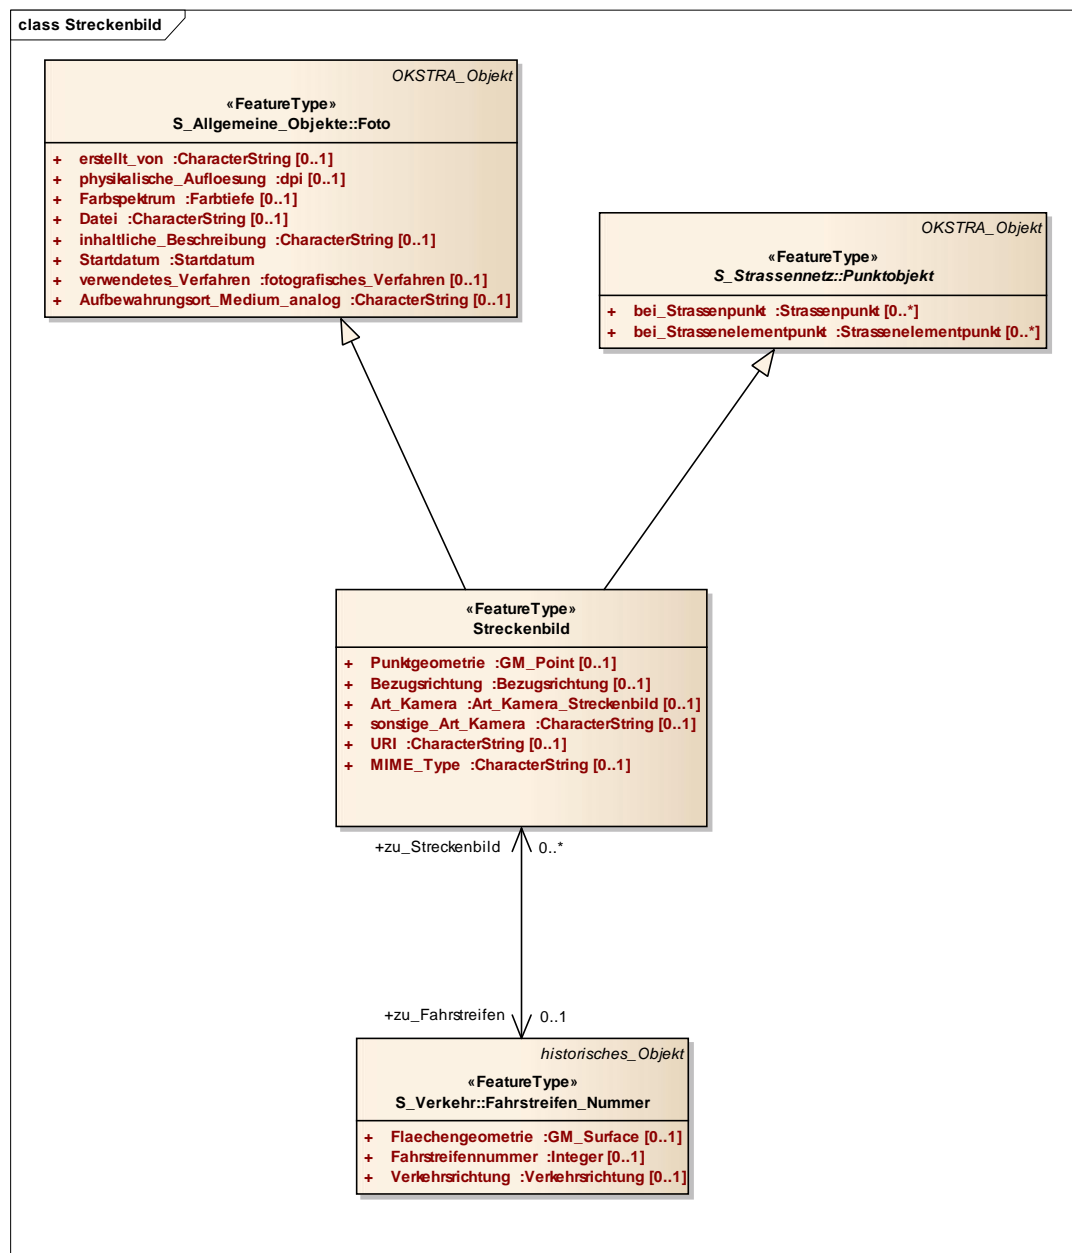 class Streckenbild
OKSTRA_Objekt
«FeatureType»
S_Allgemeine_Objekte::Foto
+ erstellt_von :CharacterString [0..1]
+ physikalische_Aufloesung :dpi [0..1]
+ Farbspektrum :Farbtiefe [0..1]
+ Datei :CharacterString [0..1]
+ inhaltliche_Beschreibung :CharacterString [0..1]
+ Startdatum :Startdatum
+ verwendetes_Verfahren :fotografisches_Verfahren [0..1]
+ Aufbewahrungsort_Medium_analog :CharacterString [0..1]
OKSTRA_Objekt
«FeatureType»
S_Strassennetz::Punktobjekt
+ bei_Strassenpunkt :Strassenpunkt [0..*]
+ bei_Strassenelementpunkt :Strassenelementpunkt [0..*]
«FeatureType»
Streckenbild
+ Punktgeometrie :GM_Point [0..1]
+ Bezugsrichtung :Bezugsrichtung [0..1]
+ Art_Kamera :Art_Kamera_Streckenbild [0..1]
+ sonstige_Art_Kamera :CharacterString [0..1]
+ URI :CharacterString [0..1]
+ MIME_Type :CharacterString [0..1]
+zu_Streckenbild 0..*
+zu_Fahrstreifen 0..1
historisches_Objekt
«FeatureType»
S_Verkehr::Fahrstreifen_Nummer
+ Flaechengeometrie :GM_Surface [0..1]
+ Fahrstreifennummer :Integer [0..1]
+ Verkehrsrichtung :Verkehrsrichtung [0..1]